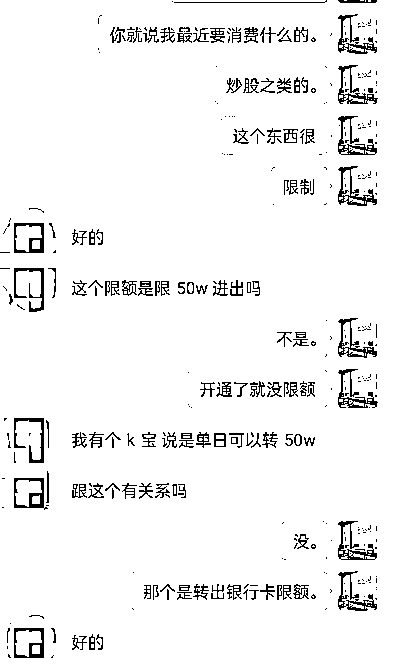 你就说我最近要消费什么的。
炒股之类的。
这个东西很
限制
好的
这个限额是限 50w 进出吗
不是。
开通了就没限额
我有个 k 宝 说是单日可以转 50w
跟这个有关系吗
没。
那个是转出银行卡限额。
好的